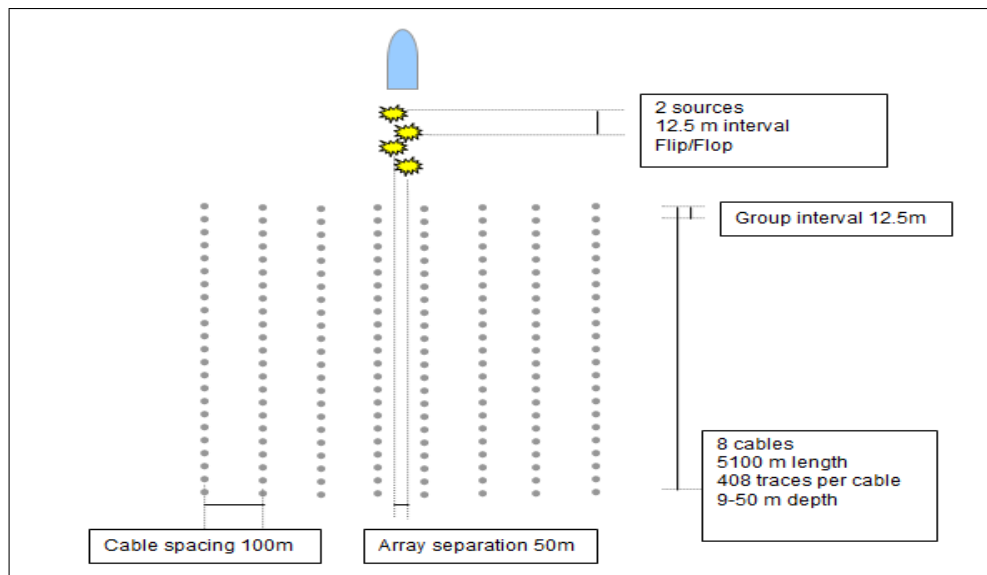 2 sources
12.5 m interval
Flip/Flop
Group interval 12.5m
8 cables
5100 m length
408 traces per cable
9-50 m depth
Cable spacing 100m
Array separation 50m